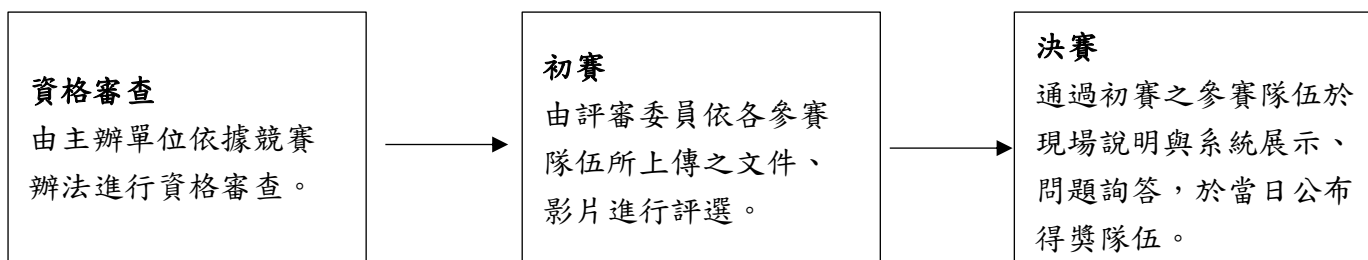 資格審查
由主辦單位依據競賽
辦法進行資格審查。
初賽
由評審委員依各參賽
隊伍所上傳之文件、
影片進行評選。
決賽
通過初賽之參賽隊伍於
現場說明與系統展示、
問題詢答，於當日公布
得獎隊伍。